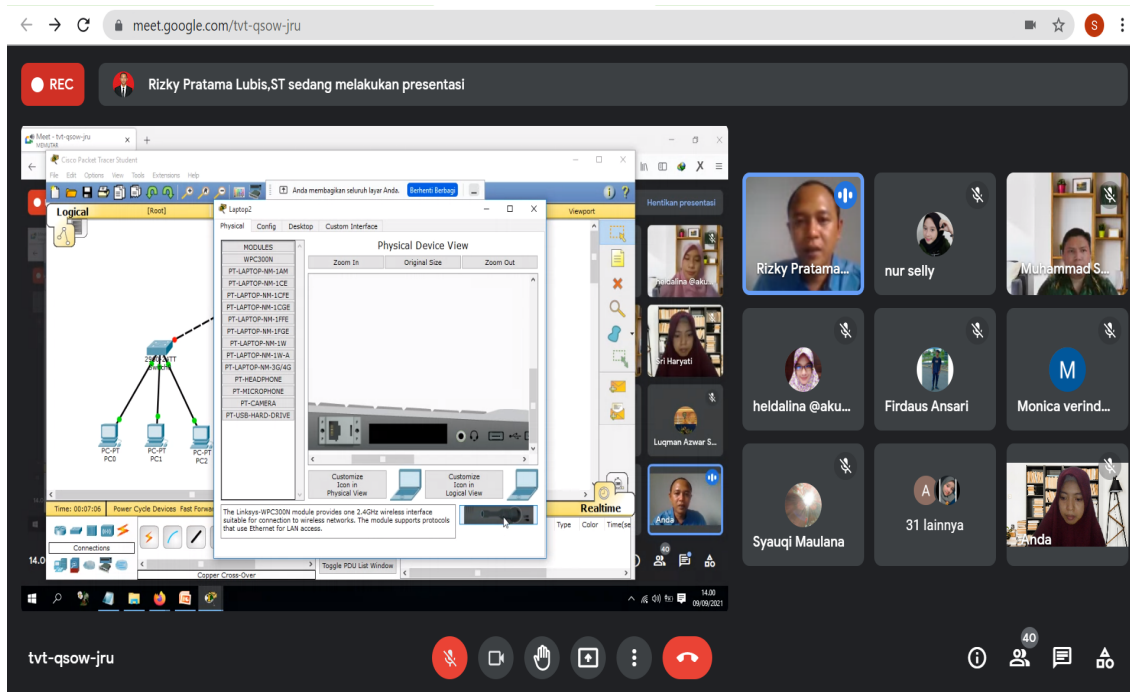 meet.google.com/tvt-qsow-jru
S
REC
Rizky Pratama Lubis,ST sedang melakukan presentasi
Meet - tvt-qsow-jru
MEMUTAR
Cisco Packet Tracer Student
File Edit Options View Tools Extensions Help
Anda membagikan seluruh layar Anda.
Berhenti Berbagi
Hentikan presentasi
Logical
[Root]
Viewport
Laptop2
Physical Config Desktop Custom Interface
MODULES
WPC300N
PT-LAPTOP-NM-1AM
PT-LAPTOP-NM-1CE
PT-LAPTOP-NM-1CFE
PT-LAPTOP-NM-1CGE
PT-LAPTOP-NM-1FFE
PT-LAPTOP-NM-1FGE
PT-LAPTOP-NM-1W
PT-LAPTOP-NM-1W-A
PT-LAPTOP-NM-3G/4G
PT-HEADPHONE
PT-MICROPHONE
PT-CAMERA
PT-USB-HARD-DRIVE
Physical Device View
Zoom In
Original Size
Zoom Out
Customize
Icon in
Physical View
Customize
Icon in
Logical View
The Linksys-WPC300N module provides one 2.4GHz wireless interface
suitable for connection to wireless networks. The module supports protocols
that use Ethernet for LAN access.
PC-PT
PC0
PC-PT
PC1
PC-PT
PC2
Time: 00:07:06
Power Cycle Devices
Realtime
Connections
Copper Cross-Over
Toggle PDU List Window
Type
Color
heldalina @aku...
Sri Haryati
Luqman Azwar S...
Anda
40
14.00
09/09/2021
Rizky Pratama...
nur selly
Muhammad S...
heldalina @aku...
Firdaus Ansari
M
Monica verind...
Syauqi Maulana
A
31 lainnya
Anda
tvt-qsow-jru
40